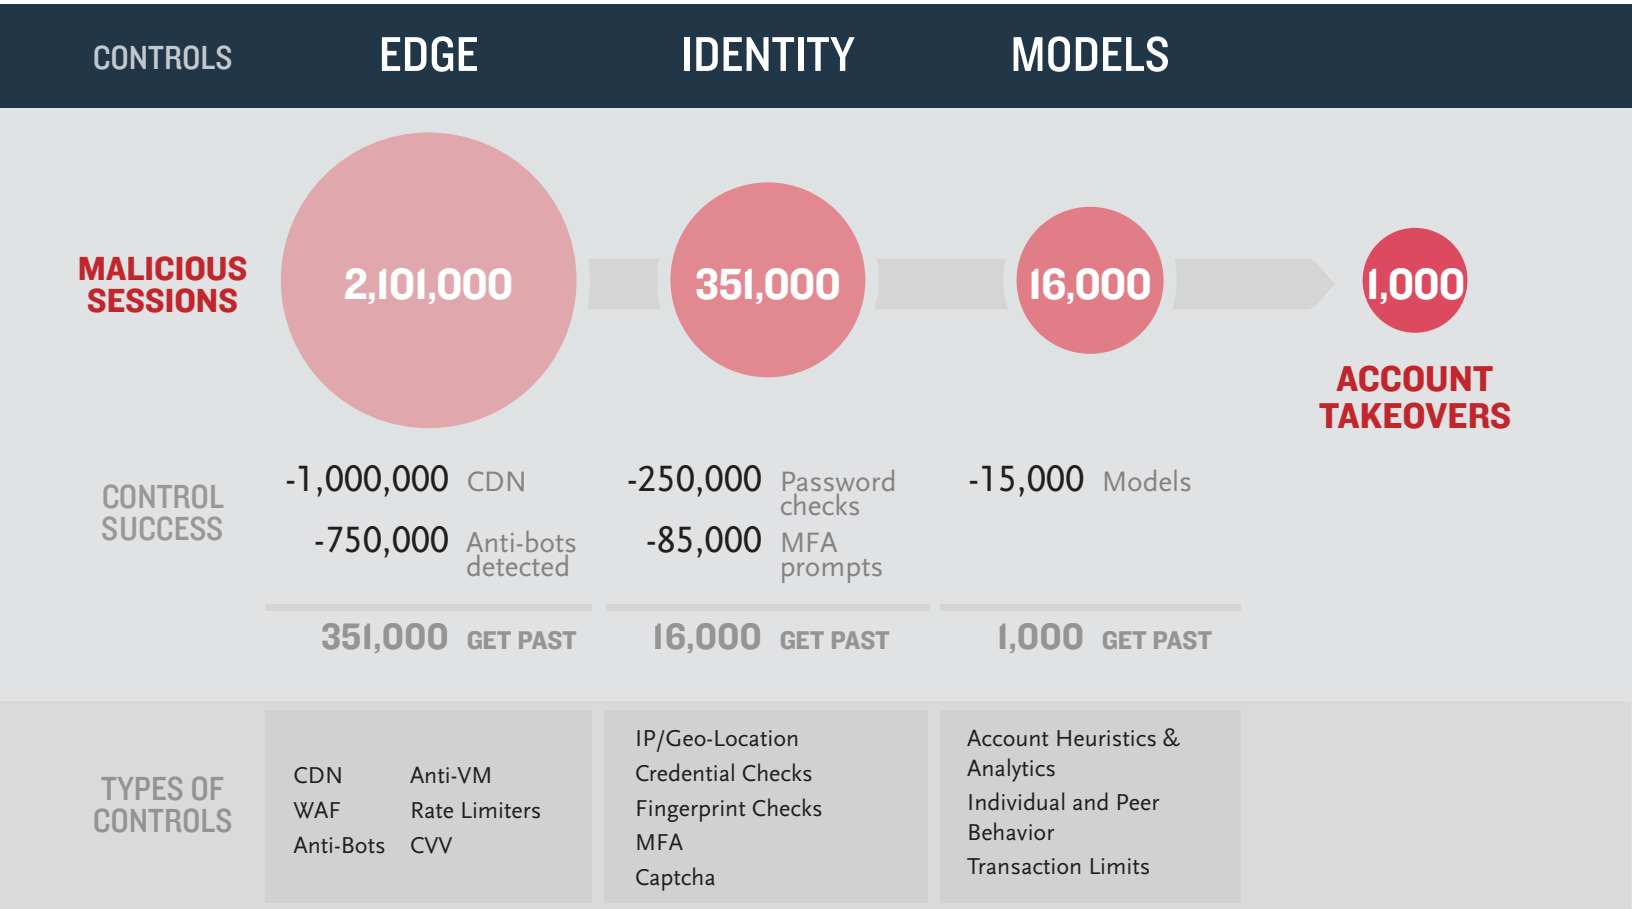 CONTROLS EDGE IDENTITY MODELS
MALICIOUS
SESSIONS
2,101,000 351,000 16,000 1,000
ACCOUNT
TAKEOVERS
CONTROL
SUCCESS
-1,000,000 CDN
-750,000 Anti-bots
detected
351,000 GET PAST
-250,000 Password
checks
-85,000 MFA
prompts
16,000 GET PAST
-15,000 Models
1,000 GET PAST
TYPES OF
CONTROLS
CDN
WAF
Anti-Bots
Anti-VM
Rate Limiters
CVV
IP/Geo-Location
Credential Checks
Fingerprint Checks
MFA
Captcha
Account Heuristics &
Analytics
Individual and Peer
Behavior
Transaction Limits